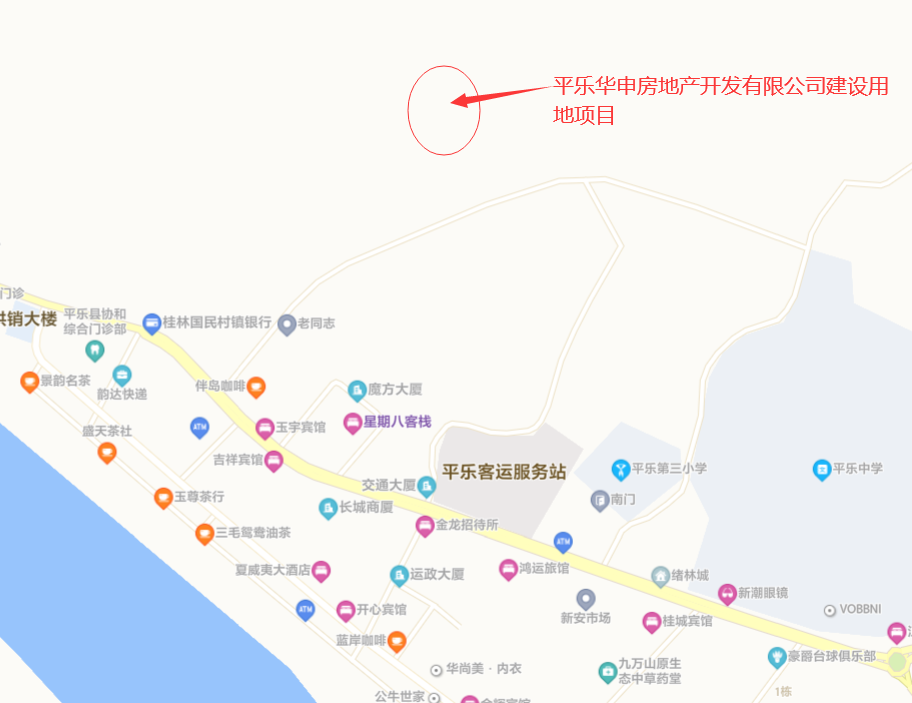 平乐华申房地产开发有限公司建设用
地项目
门诊
供销大楼
平乐县协和
综合门诊部
桂林国民村镇银行
老同志
景韵名茶
韵达快递
伴岛咖啡
魔方大厦
星期八客栈
盛天茶社
ATM
玉宇宾馆
吉祥宾馆
平乐客运服务站
平乐第三小学
平乐中学
交通大厦
南门
玉尊茶行
长城商厦
金龙招待所
三毛鸳鸯油茶
ATM
夏威夷大酒店
运政大厦
鸿运旅馆
绪林城
新潮眼镜
ATM
开心宾馆
新安市场
桂城宾馆
VOBBNI
蓝岸咖啡
华尚美·内衣
九万山原生
态中草药堂
豪爵台球俱乐部
公牛世家
1栋